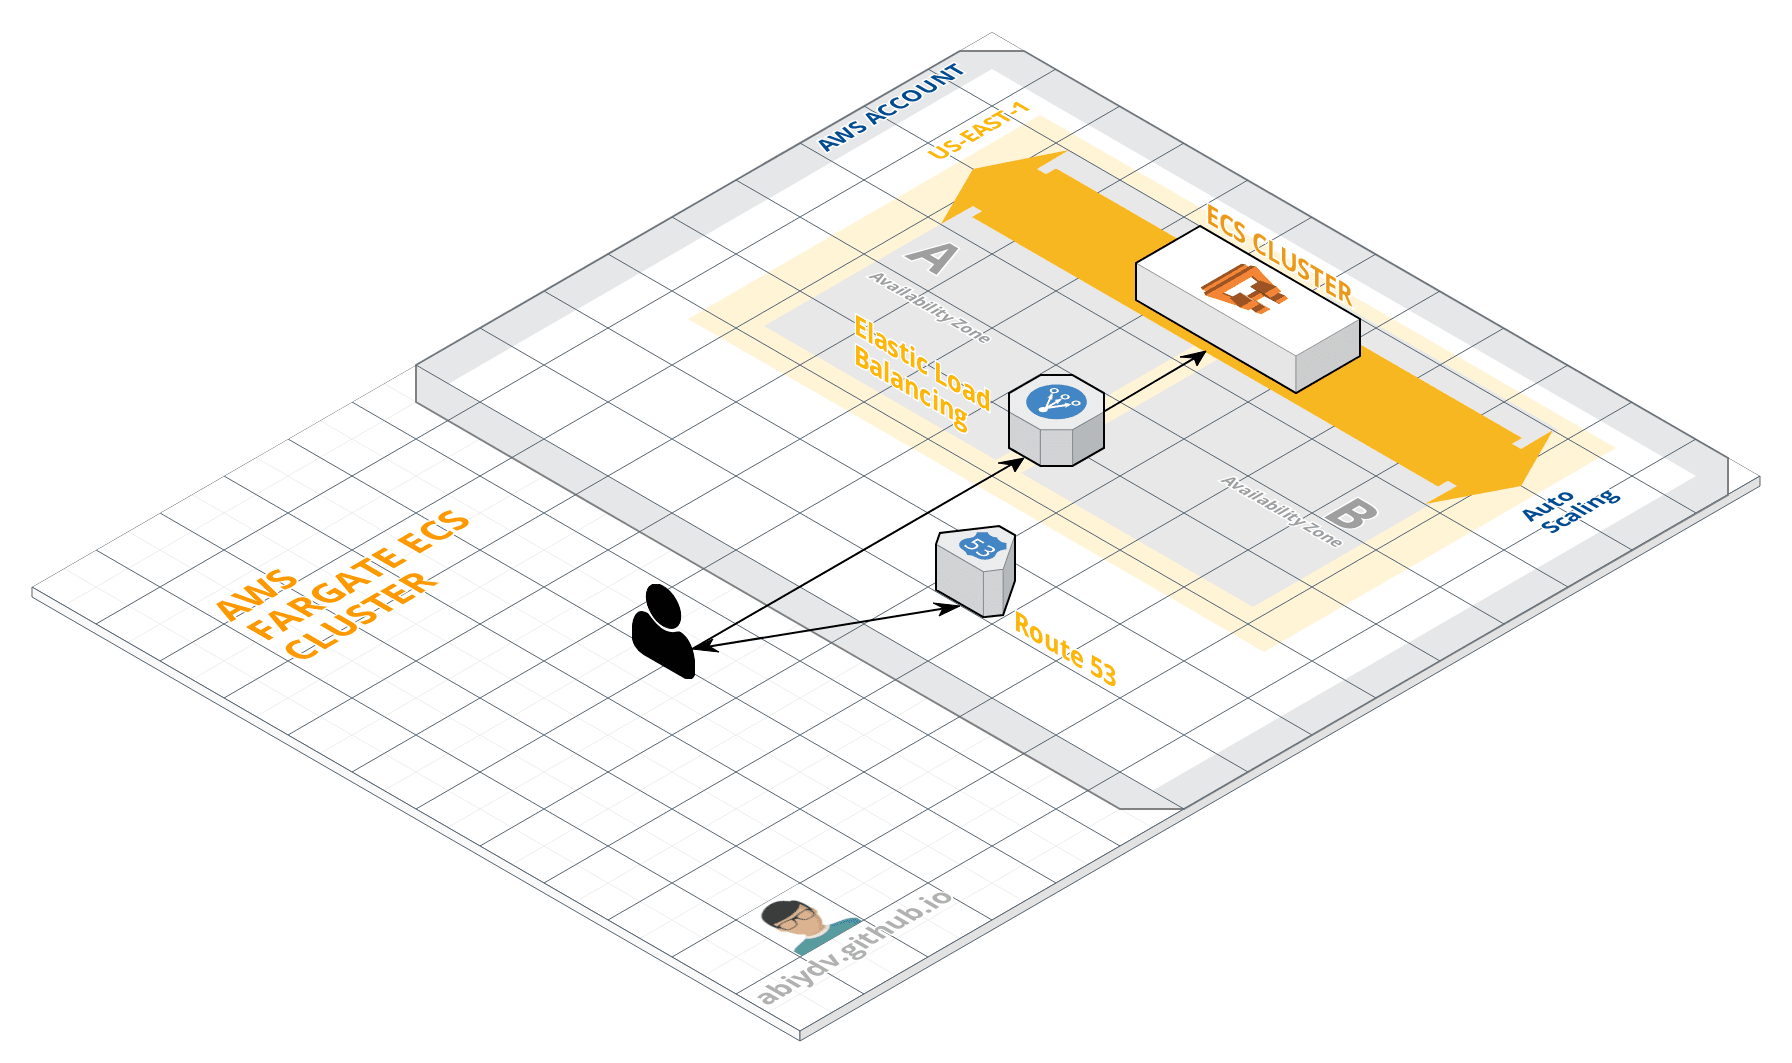 AWS ACCOUNT
US-EAST-1
ECS CLUSTER
A
Availability Zone
Elastic Load
Balancing
B
Availability Zone
Auto
Scaling
53
Route 53
AWS
FARGATE ECS
CLUSTER
abiydv.github.io